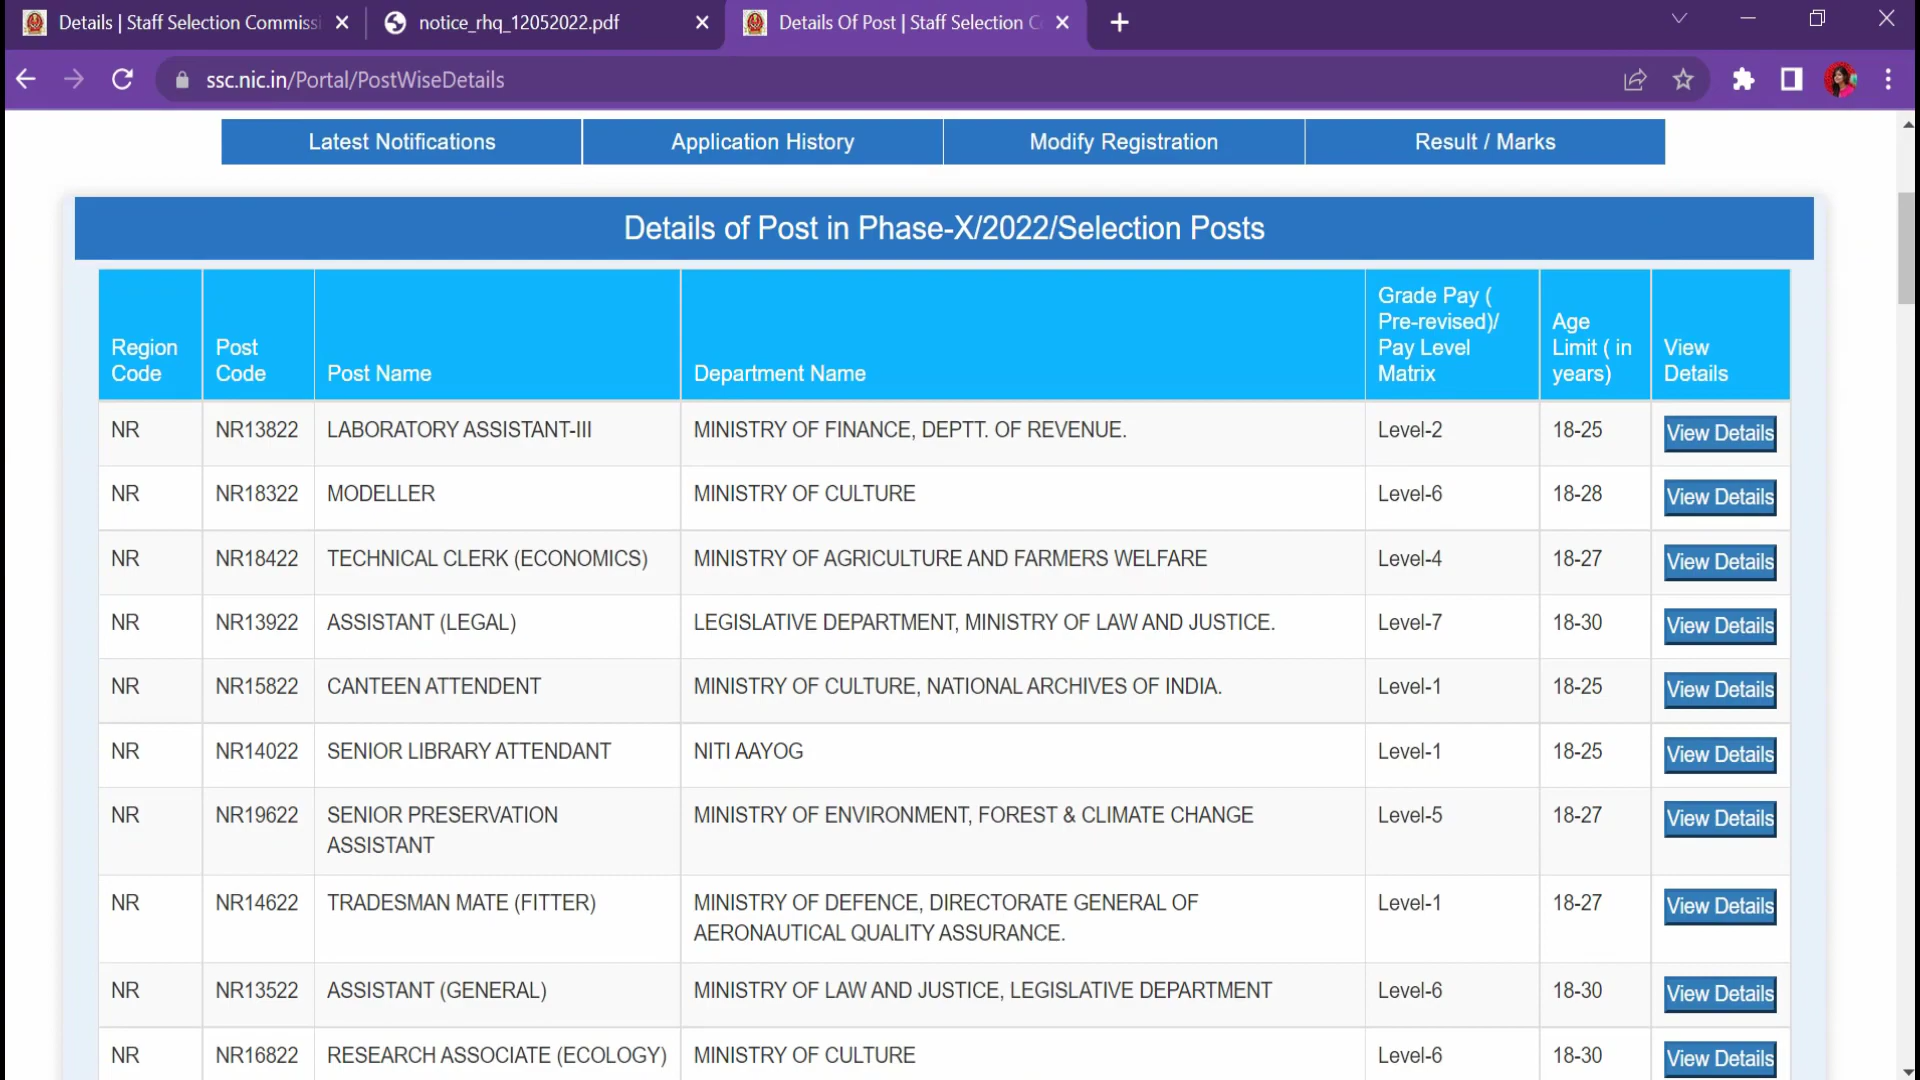 Details | Staff Selection Commiss
notice_rhq_12052022.pdf
Details Of Post | Staff Selection C
ssc.nic.in/Portal/PostWiseDetails
Latest Notifications Application History Modify Registration Result / Marks
Details of Post in Phase-X/2022/Selection Posts
Region Code Post Code Post Name Department Name Grade Pay ( Pre-revised)/ Pay Level Matrix Age Limit ( in years) View Details
NR NR13822 LABORATORY ASSISTANT-III MINISTRY OF FINANCE, DEPTT. OF REVENUE. Level-2 18-25 View Details
NR NR18322 MODELLER MINISTRY OF CULTURE Level-6 18-28 View Details
NR NR18422 TECHNICAL CLERK (ECONOMICS) MINISTRY OF AGRICULTURE AND FARMERS WELFARE Level-4 18-27 View Details
NR NR13922 ASSISTANT (LEGAL) LEGISLATIVE DEPARTMENT, MINISTRY OF LAW AND JUSTICE. Level-7 18-30 View Details
NR NR15822 CANTEEN ATTENDENT MINISTRY OF CULTURE, NATIONAL ARCHIVES OF INDIA. Level-1 18-25 View Details
NR NR14022 SENIOR LIBRARY ATTENDANT NITI AAYOG Level-1 18-25 View Details
NR NR19622 SENIOR PRESERVATION ASSISTANT MINISTRY OF ENVIRONMENT, FOREST & CLIMATE CHANGE Level-5 18-27 View Details
NR NR14622 TRADESMAN MATE (FITTER) MINISTRY OF DEFENCE, DIRECTORATE GENERAL OF AERONAUTICAL QUALITY ASSURANCE. Level-1 18-27 View Details
NR NR13522 ASSISTANT (GENERAL) MINISTRY OF LAW AND JUSTICE, LEGISLATIVE DEPARTMENT Level-6 18-30 View Details
NR NR16822 RESEARCH ASSOCIATE (ECOLOGY) MINISTRY OF CULTURE Level-6 18-30 View Details